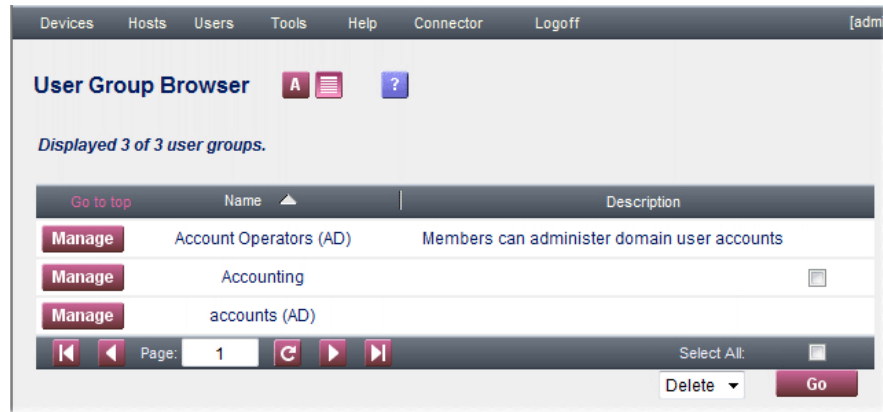 Devices Hosts Users Tools Help Connector Logoff [adm
User Group Browser A ?
Displayed 3 of 3 user groups.
Go to top Name Description
Manage Account Operators (AD) Members can administer domain user accounts
Manage Accounting
Manage accounts (AD)
Page: 1 Select All:
Delete Go